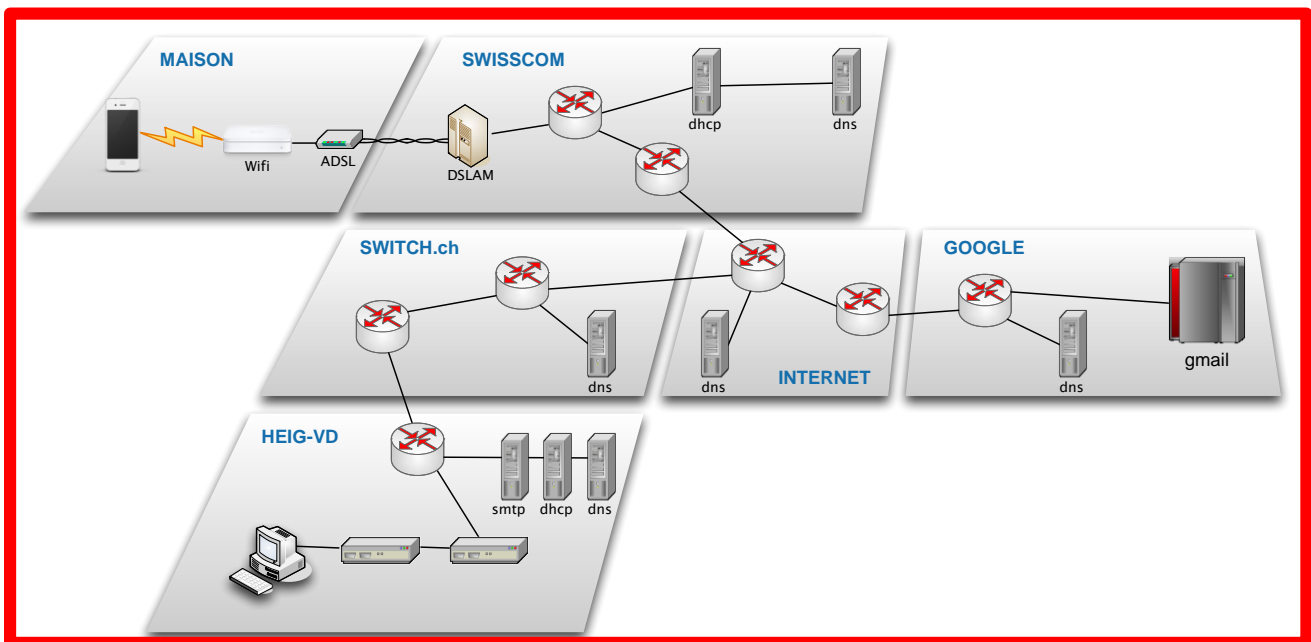 MAISON
SWISSCOM
dhcp
dns
Wifi
ADSL
DSLAM
SWITCH.ch
GOOGLE
dns
dns
INTERNET
dns
gmail
HEIG-VD
smtp
dhcp
dns